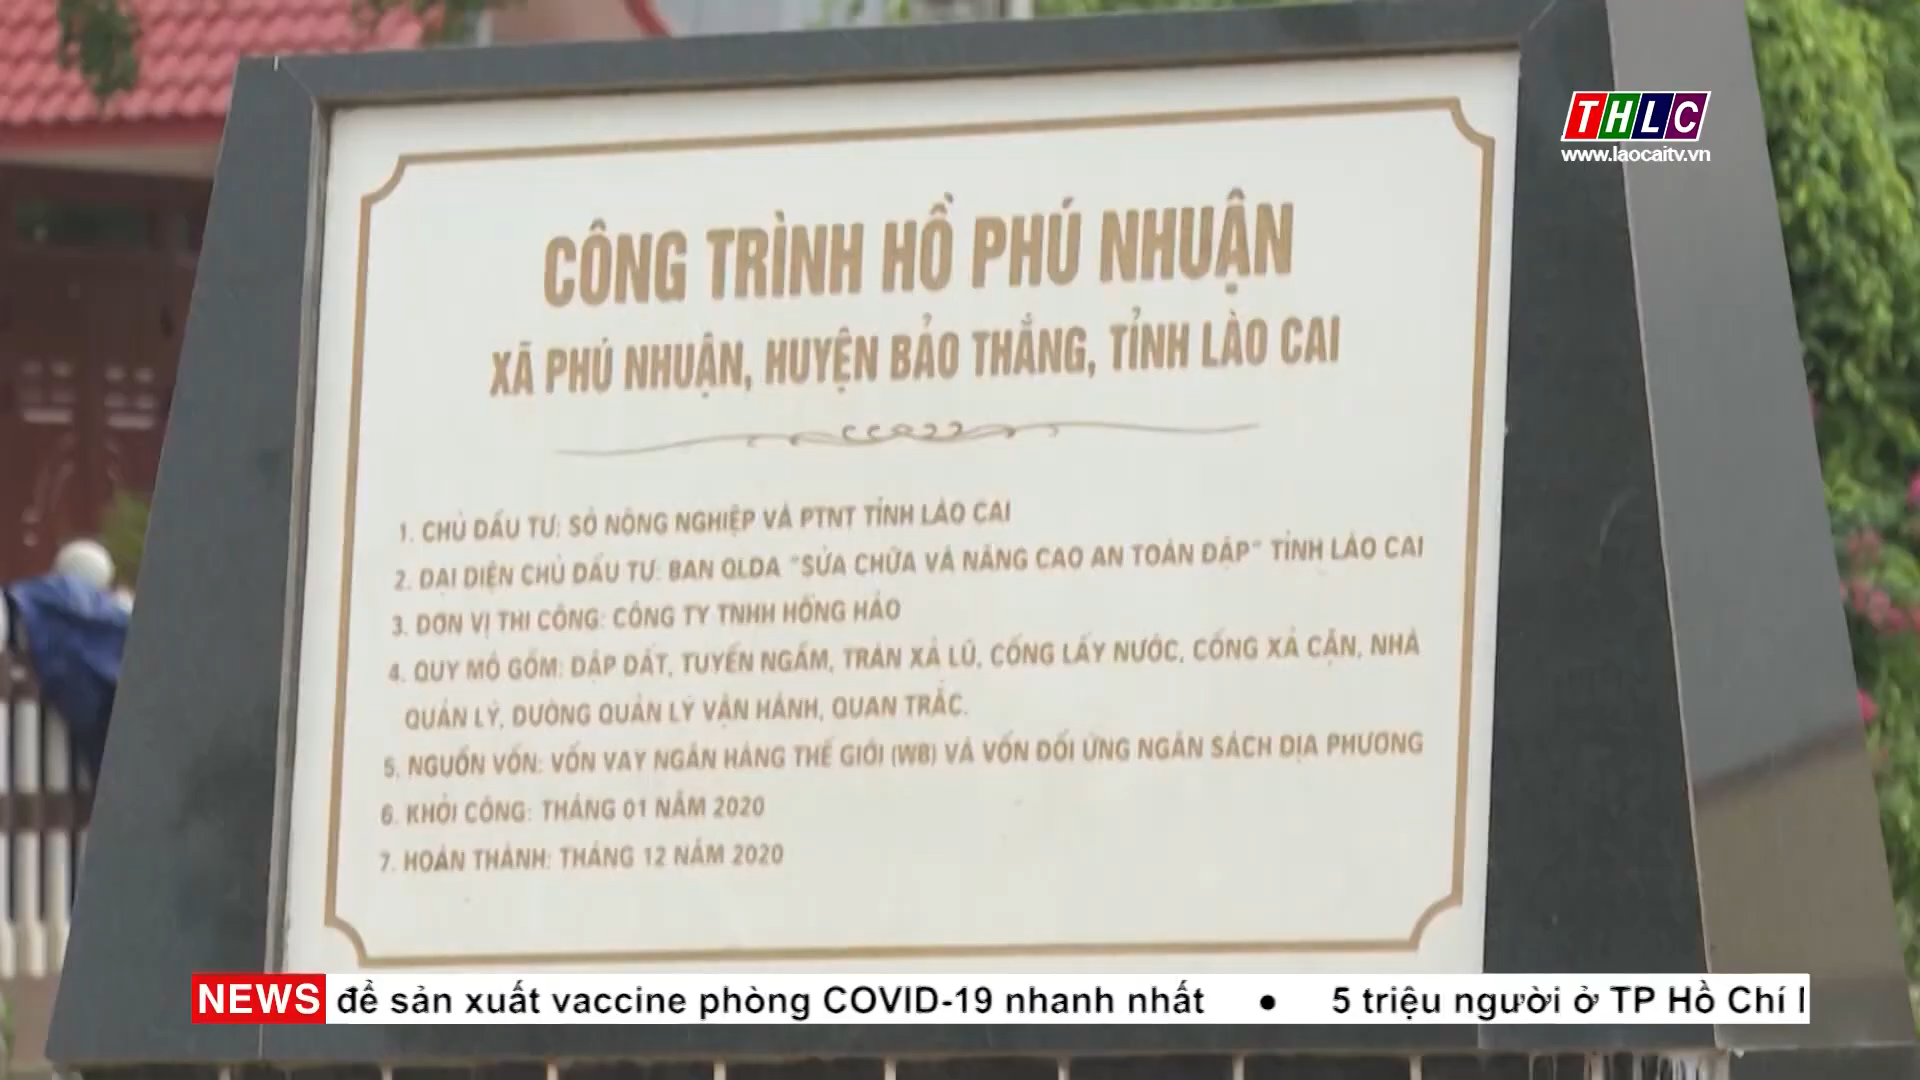 THLC
www.laocaitv.vn
CÔNG TRÌNH HỒ PHÚ NHUẬN
XÃ PHÚ NHUẬN, HUYỆN BẢO THẮNG, TỈNH LÀO CAI
1. CHỦ ĐẦU TƯ: SỞ NÔNG NGHIỆP VÀ PTNT TỈNH LÀO CAI
2. ĐẠI DIỆN CHỦ ĐẦU TƯ: BAN QLDA "SỬA CHỮA VÀ NÂNG CAO AN TOÀN ĐẬP" TỈNH LÀO CAI
3. ĐƠN VỊ THI CÔNG: CÔNG TY TNHH HỒNG HẢO
4. QUY MÔ GỒM: ĐẬP ĐẤT, TUYẾN NGẦM, TRÀN XẢ LŨ, CỐNG LẤY NƯỚC, CỐNG XẢ CẶN, NHÀ
QUẢN LÝ, ĐƯỜNG QUẢN LÝ VẬN HÀNH, QUAN TRẮC.
5. NGUỒN VỐN: VỐN VAY NGÂN HÀNG THẾ GIỚI (WB) VÀ VỐN ĐỐI ỨNG NGÂN SÁCH ĐỊA PHƯƠNG
6. KHỞI CÔNG: THÁNG 01 NĂM 2020
7. HOÀN THÀNH: THÁNG 12 NĂM 2020
NEWS để sản xuất vaccine phòng COVID-19 nhanh nhất ● 5 triệu người ở TP Hồ Chí